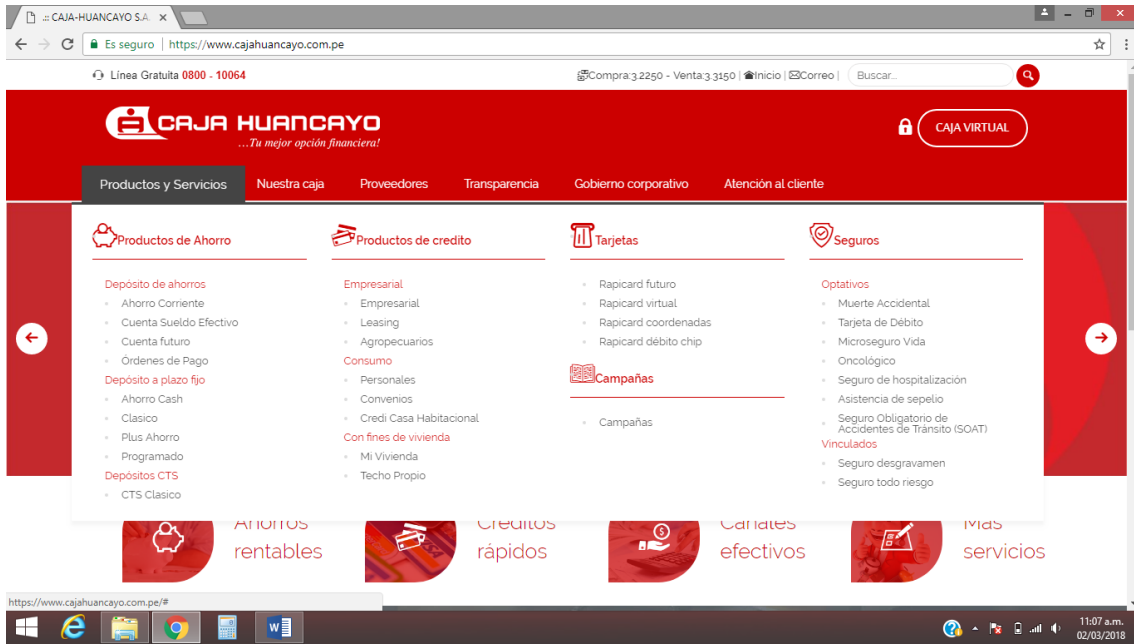 .:: CAJA-HUANCAYO S.A.
Es seguro | https://www.cajahuancayo.com.pe
Línea Gratuita 0800 - 10064
Compra:3.2250 - Venta:3.3150 | Inicio | Correo |
Buscar...
CAJA HUANCAYO
...Tu mejor opción financiera!
CAJA VIRTUAL
Productos y Servicios
Nuestra caja
Proveedores
Transparencia
Gobierno corporativo
Atención al cliente
Productos de Ahorro
Depósito de ahorros
Ahorro Corriente
Cuenta Sueldo Efectivo
Cuenta futuro
Órdenes de Pago
Depósito a plazo fijo
Ahorro Cash
Clasico
Plus Ahorro
Programado
Depósitos CTS
CTS Clasico
Productos de credito
Empresarial
Empresarial
Leasing
Agropecuarios
Consumo
Personales
Convenios
Credi Casa Habitacional
Con fines de vivienda
Mi Vivienda
Techo Propio
Tarjetas
Rapicard futuro
Rapicard virtual
Rapicard coordenadas
Rapicard débito chip
Campañas
Campañas
Seguros
Optativos
Muerte Accidental
Tarjeta de Débito
Microseguro Vida
Oncológico
Seguro de hospitalización
Asistencia de sepelio
Seguro Obligatorio de
Accidentes de Tránsito (SOAT)
Vinculados
Seguro desgravamen
Seguro todo riesgo
Ahorros
rentables
Créditos
rápidos
Canales
efectivos
Más
servicios
https://www.cajahuancayo.com.pe/#
11:07 a.m.
02/03/2018